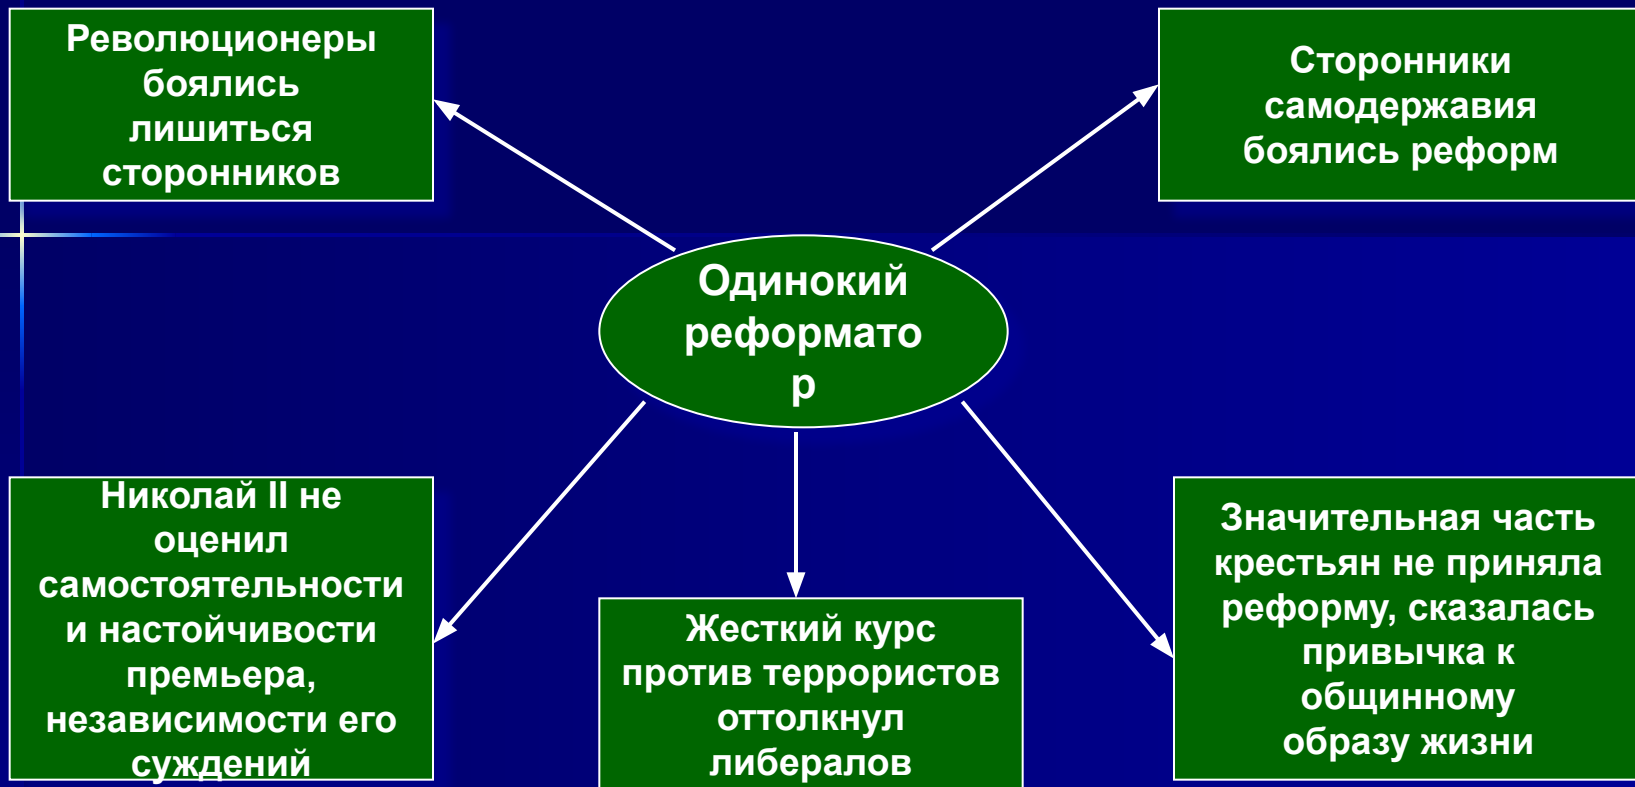 Революционеры
боялись
лишиться
сторонников
Сторонники
самодержавия
боялись реформ
Одинокий
реформато
р
Николай II не
оценил
самостоятельности
и настойчивости
премьера,
независимости его
суждений
Жесткий курс
против террористов
оттолкнул
либералов
Значительная часть
крестьян не приняла
реформу, сказалась
привычка к
общинному
образу жизни